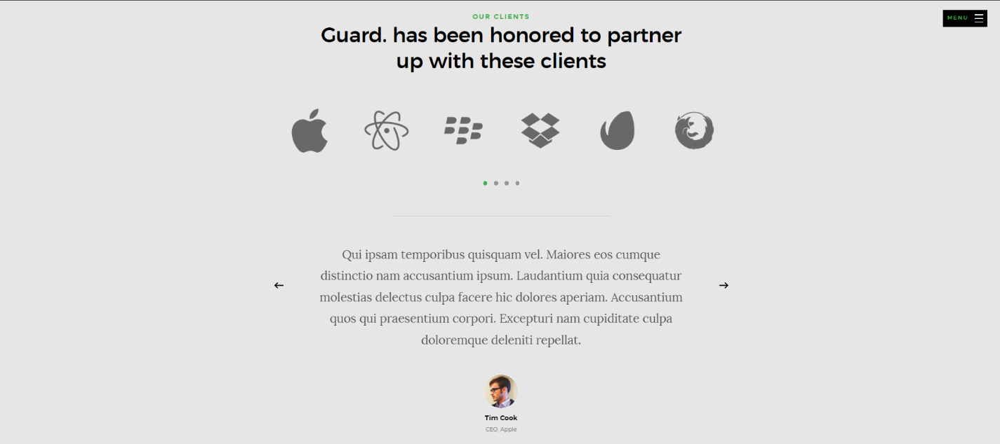 OUR CLIENTS
MENU
Guard. has been honored to partner
up with these clients
Qui ipsam temporibus quisquam vel. Maiores eos cumque
distinctio nam accusantium ipsum. Laudantium quia consequatur
molestias delectus culpa facere hic dolores aperiam. Accusantium
quos qui praesentium corpori. Excepturi nam cupiditate culpa
doloremque deleniti repellat.
Tim Cook
CEO, Apple